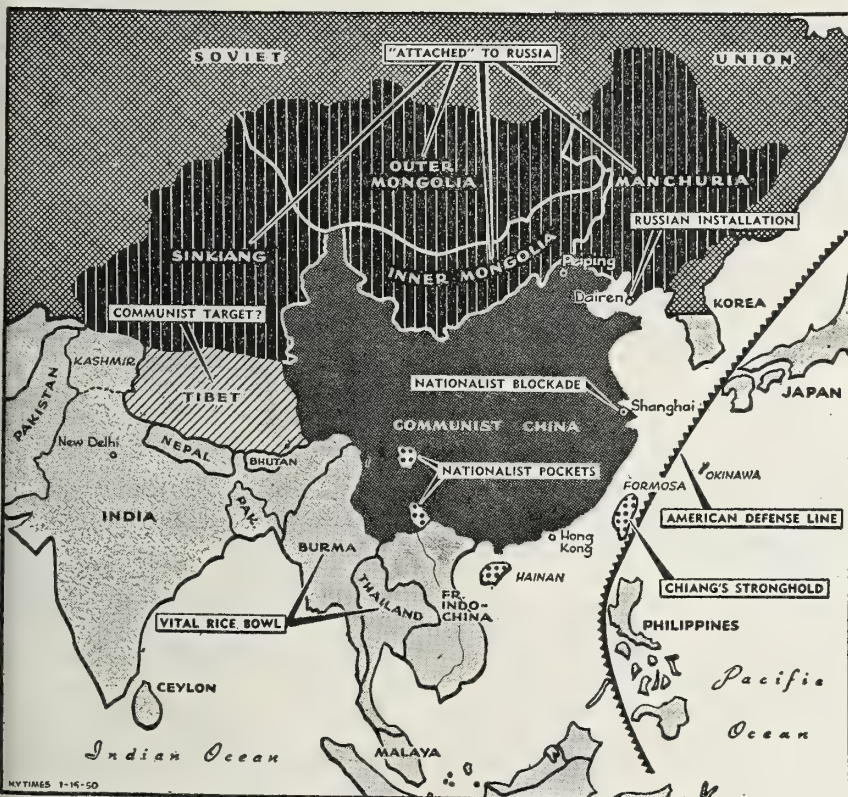 SOVIET UNION
"ATTACHED" TO RUSSIA
OUTER
MONGOLIA
MANCHURIA
RUSSIAN INSTALLATION
SINKIANG
INNER MONGOLIA
Peiping
Dairen
KOREA
COMMUNIST TARGET?
KASHMIR
PAKISTAN
TIBET
NATIONALIST BLOCKADE
Shanghai
JAPAN
New Delhi
NEPAL
BHUTAN
COMMUNIST CHINA
NATIONALIST POCKETS
OKINAWA
FORMOSA
INDIA
PAK.
BURMA
Hong
Kong
AMERICAN DEFENSE LINE
HAINAN
CHIANG'S STRONGHOLD
THAILAND
FR.
INDO-
CHINA
VITAL RICE BOWL
PHILIPPINES
CEYLON
Pacific
Ocean
Indian Ocean
MALAYA
N.Y TIMES 1-15-50